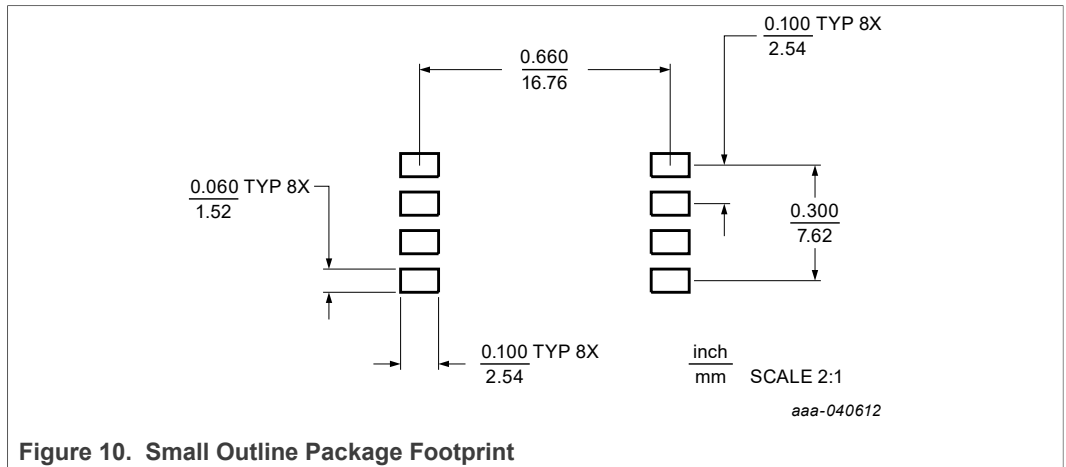 0.100 TYP 8X
2.54
0.660
16.76
0.060 TYP 8X
1.52
0.300
7.62
0.100 TYP 8X
2.54
inch
mm SCALE 2:1
aaa-040612
Figure 10. Small Outline Package Footprint